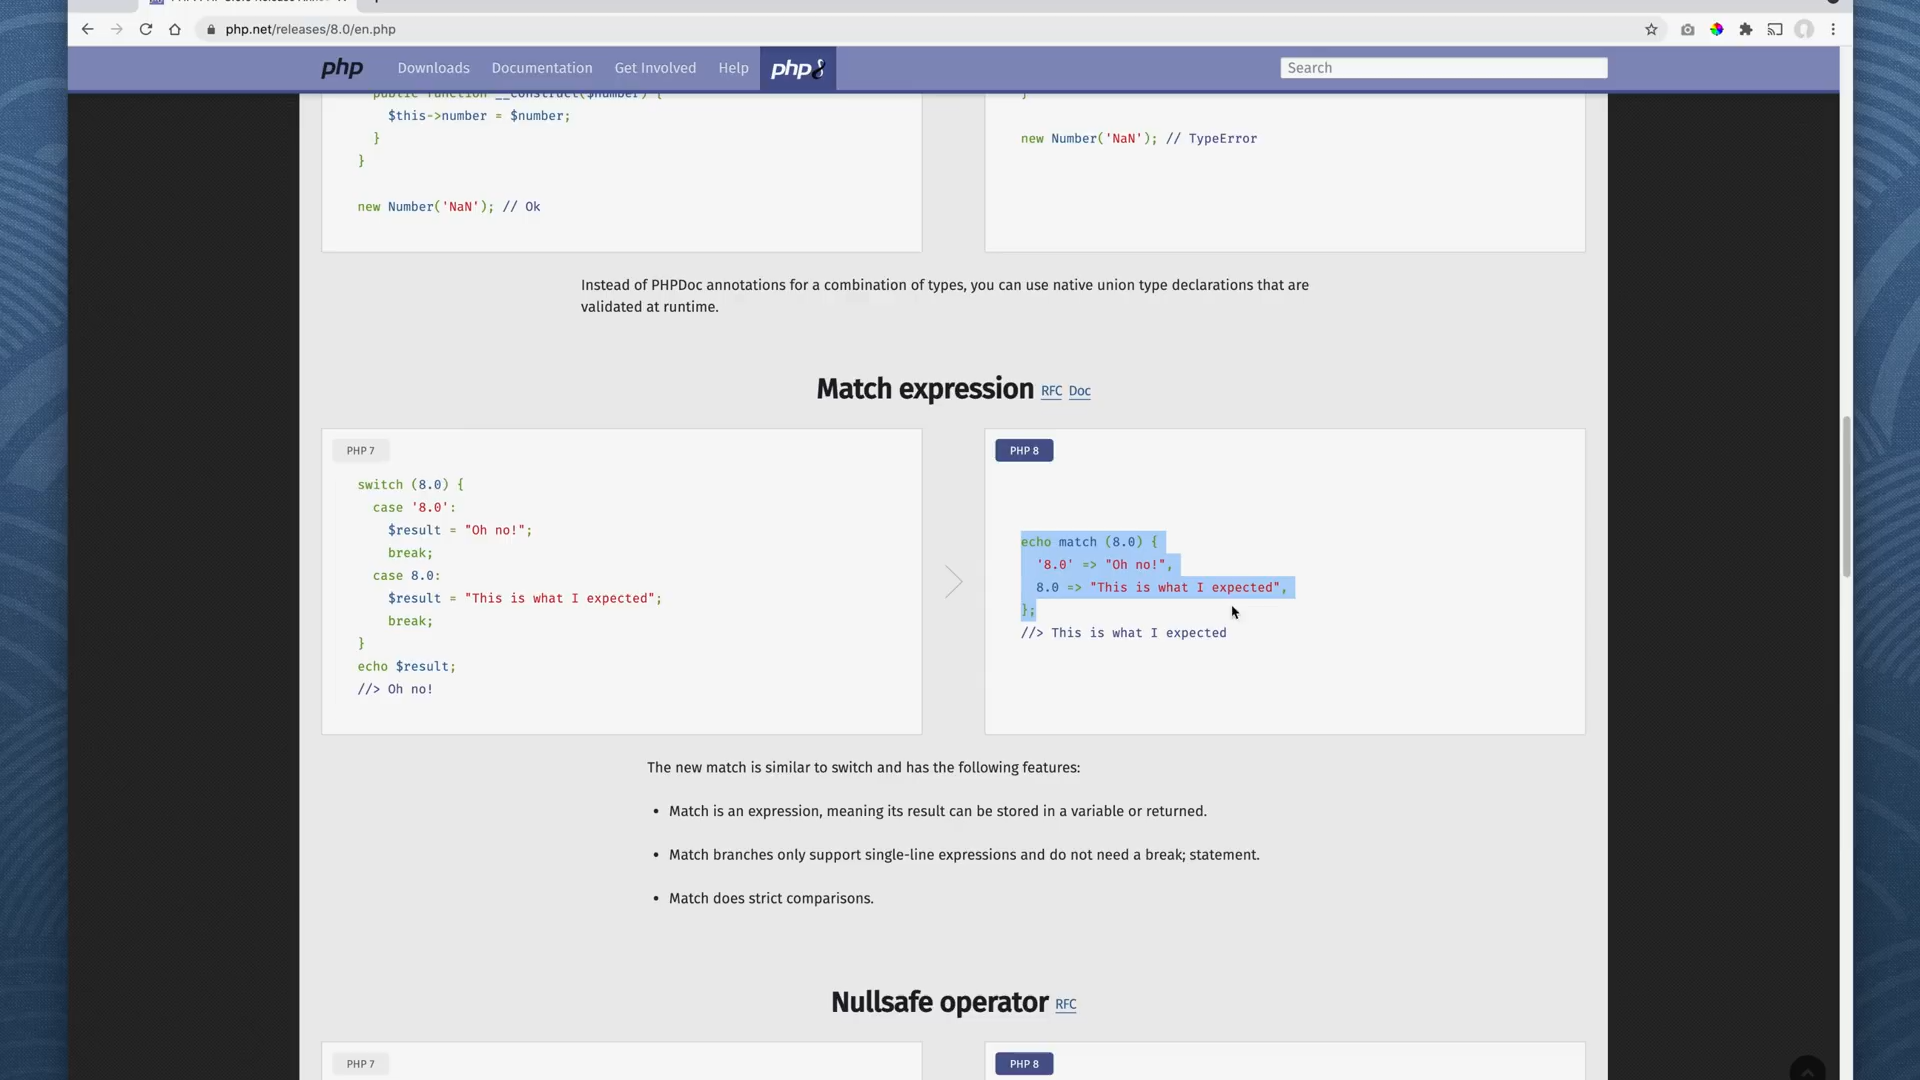 php.net/releases/8.0/en.php
php
Downloads
Documentation
Get Involved
Help
php8
Search
public function __construct($number) {
$this->number = $number;
}
}
new Number('NaN'); // Ok
}
new Number('NaN'); // TypeError
Instead of PHPDoc annotations for a combination of types, you can use native union type declarations that are
validated at runtime.
Match expression RFC Doc
PHP 7
switch (8.0) {
case '8.0':
$result = "Oh no!";
break;
case 8.0:
$result = "This is what I expected";
break;
}
echo $result;
//> Oh no!
PHP 8
echo match (8.0) {
'8.0' => "Oh no!",
8.0 => "This is what I expected",
};
//> This is what I expected
The new match is similar to switch and has the following features:
• Match is an expression, meaning its result can be stored in a variable or returned.
• Match branches only support single-line expressions and do not need a break; statement.
• Match does strict comparisons.
Nullsafe operator RFC
PHP 7
PHP 8